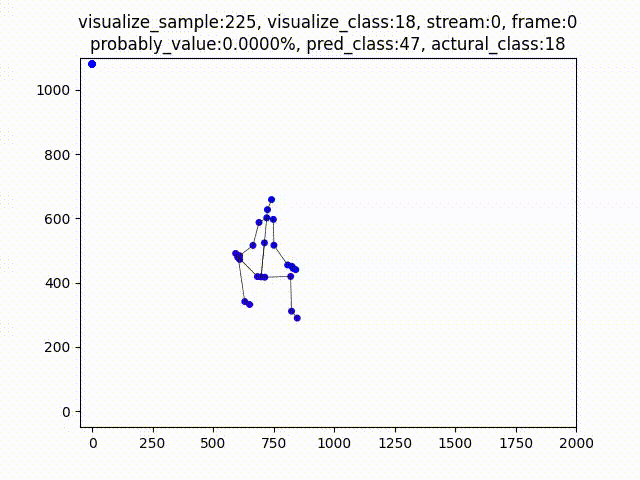 visualize_sample:225, visualize_class:18, stream:0, frame:0
probably_value:0.0000%, pred_class:47, actural_class:18
1000
800
600
400
200
0
0 250 500 750 1000 1250 1500 1750 2000